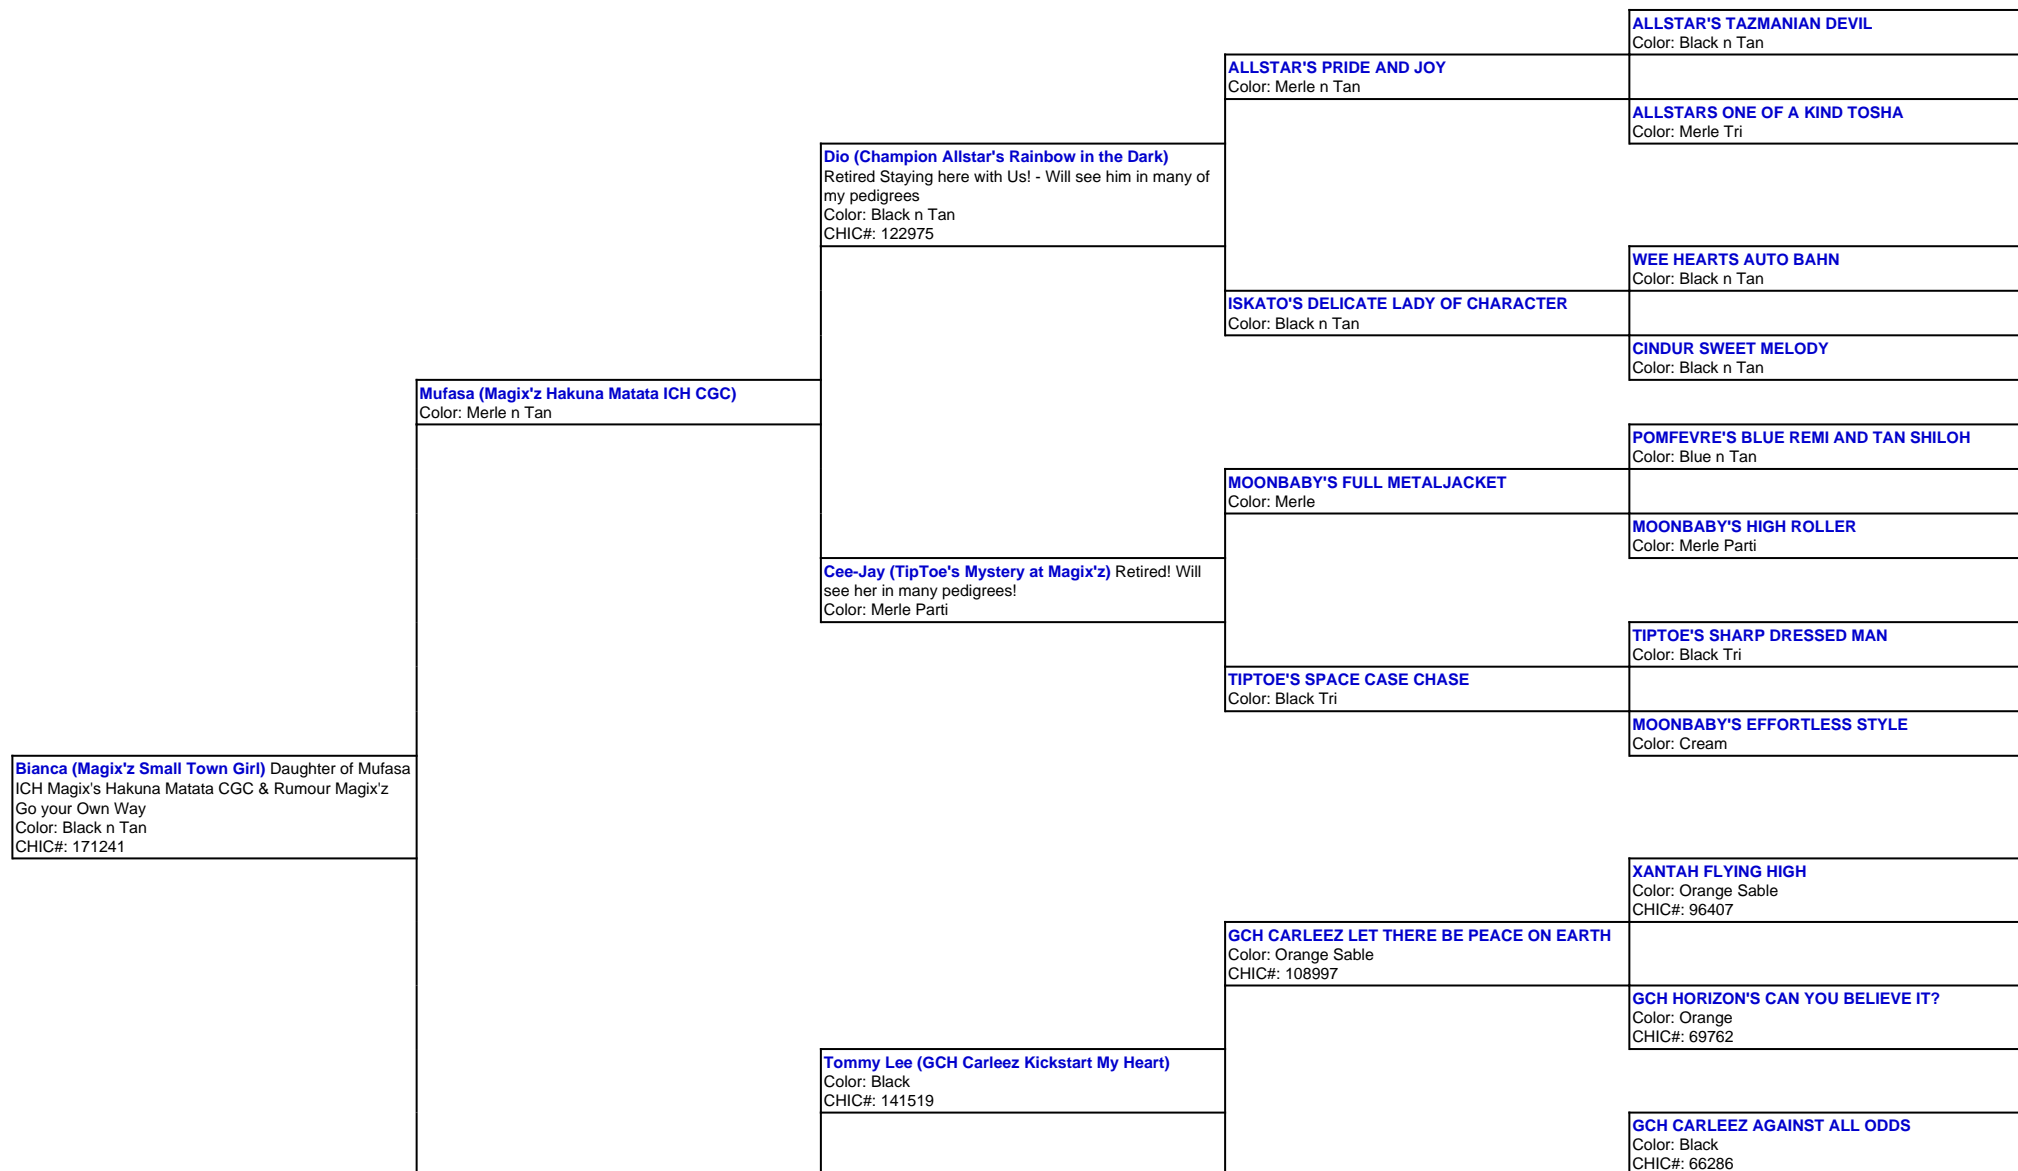 ALLSTAR'S TAZMANIAN DEVIL
Color: Black n Tan
ALLSTAR'S PRIDE AND JOY
Color: Merle n Tan
ALLSTARS ONE OF A KIND TOSHA
Color: Merle Tri
Dio (Champion Allstar's Rainbow in the Dark)
Retired Staying here with Us! - Will see him in many of
my pedigrees
Color: Black n Tan
CHIC#: 122975
WEE HEARTS AUTO BAHN
Color: Black n Tan
ISKATO'S DELICATE LADY OF CHARACTER
Color: Black n Tan
CINDUR SWEET MELODY
Color: Black n Tan
Mufasa (Magix'z Hakuna Matata ICH CGC)
Color: Merle n Tan
POMFEVRE'S BLUE REMI AND TAN SHILOH
Color: Blue n Tan
MOONBABY'S FULL METALJACKET
Color: Merle
MOONBABY'S HIGH ROLLER
Color: Merle Parti
Cee-Jay (TipToe's Mystery at Magix'z) Retired! Will
see her in many pedigrees!
Color: Merle Parti
TIPTOE'S SHARP DRESSED MAN
Color: Black Tri
TIPTOE'S SPACE CASE CHASE
Color: Black Tri
MOONBABY'S EFFORTLESS STYLE
Color: Cream
Bianca (Magix'z Small Town Girl) Daughter of Mufasa
ICH Magix's Hakuna Matata CGC & Rumour Magix'z
Go your Own Way
Color: Black n Tan
CHIC#: 171241
XANTAH FLYING HIGH
Color: Orange Sable
CHIC#: 96407
GCH CARLEEZ LET THERE BE PEACE ON EARTH
Color: Orange Sable
CHIC#: 108997
GCH HORIZON'S CAN YOU BELIEVE IT?
Color: Orange
CHIC#: 69762
Tommy Lee (GCH Carleez Kickstart My Heart)
Color: Black
CHIC#: 141519
GCH CARLEEZ AGAINST ALL ODDS
Color: Black
CHIC#: 66286